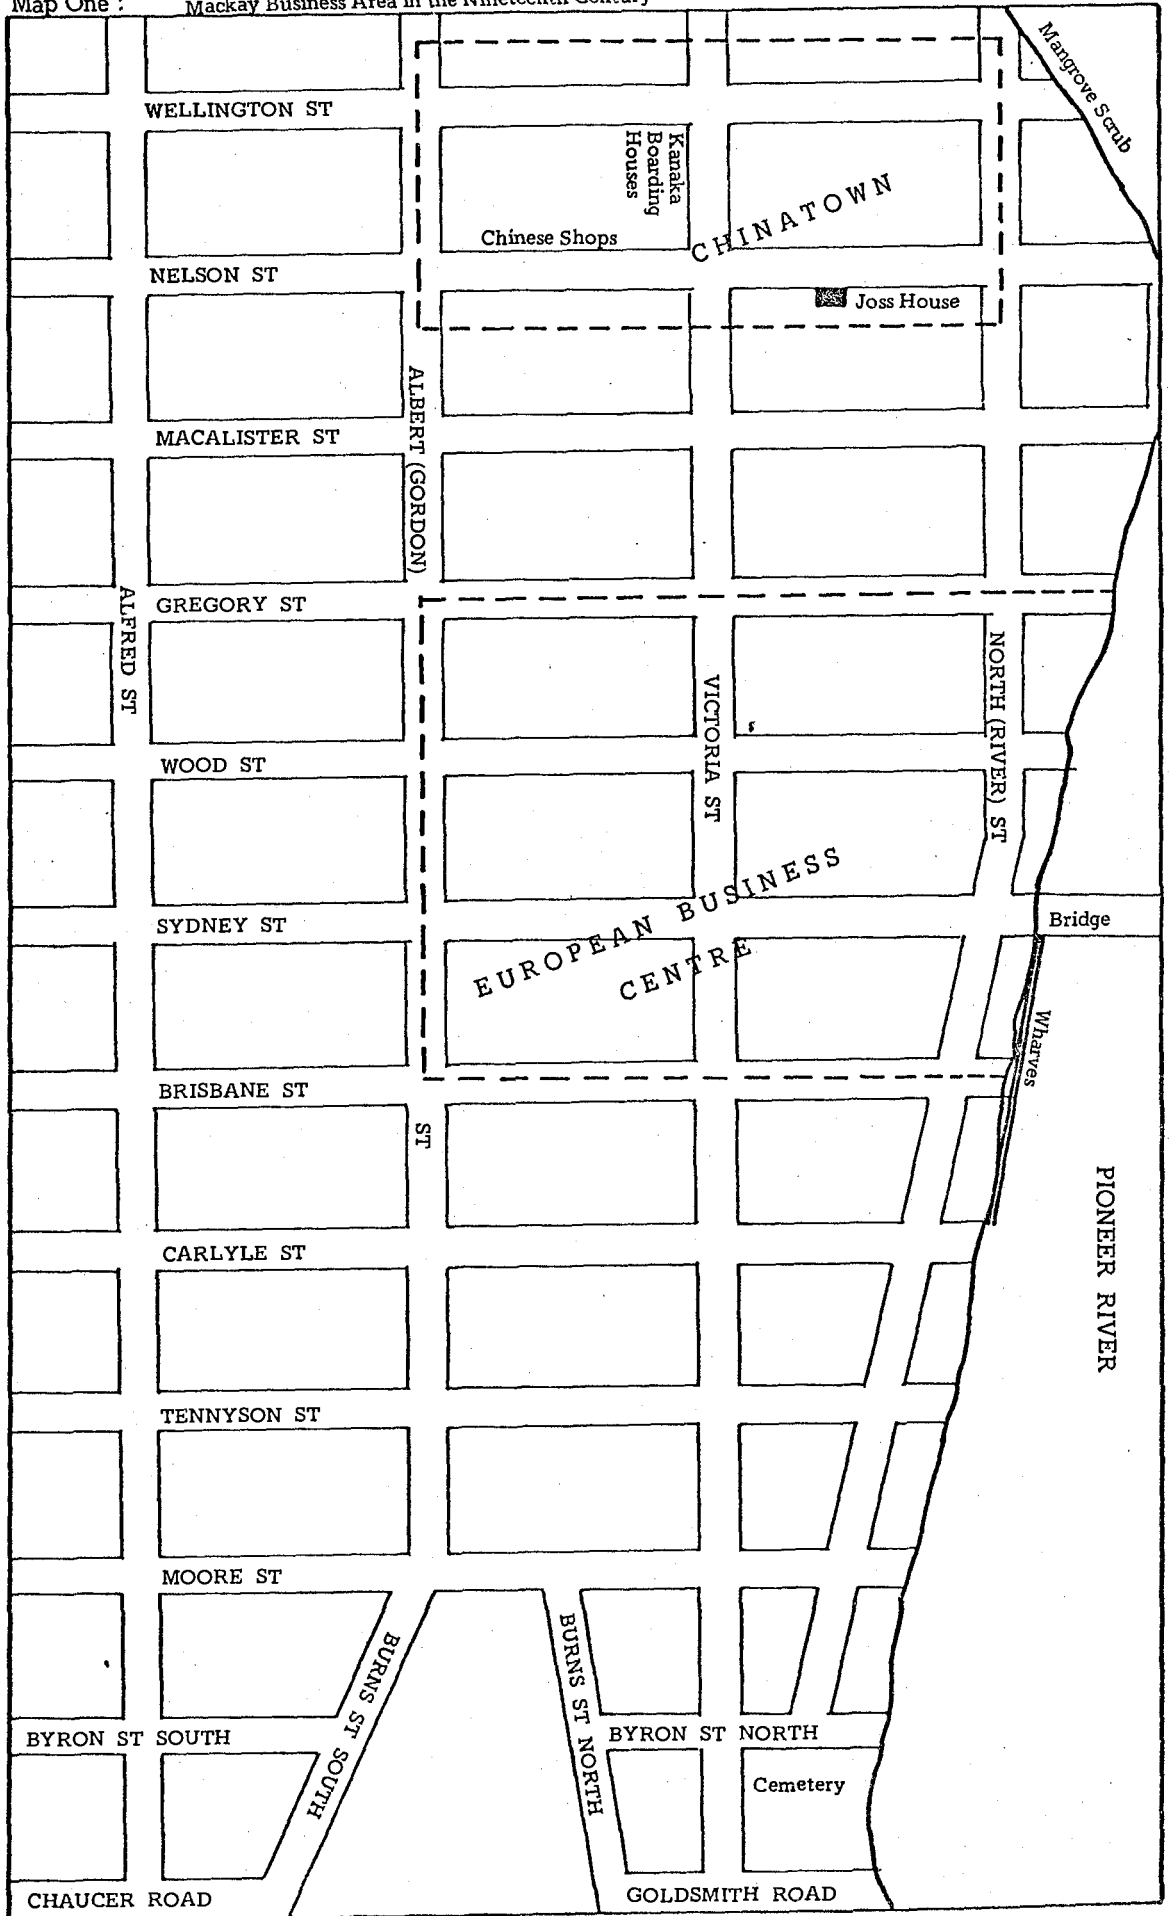 Map One :
Mackay Business Area in the Nineteenth Century
Mangrove Scrub
WELLINGTON ST
Kanaka
Boarding
Houses
CHINATOWN
Chinese Shops
NELSON ST
Joss House
ALBERT (GORDON)
MACALISTER ST
ALFRED ST
GREGORY ST
NORTH (RIVER) ST
VICTORIA ST
WOOD ST
EUROPEAN BUSINESS
CENTRE
SYDNEY ST
Bridge
Wharves
BRISBANE ST
ST
PIONEER RIVER
CARLYLE ST
TENNYSON ST
MOORE ST
BURNS ST SOUTH
BURNS ST NORTH
BYRON ST SOUTH
BYRON ST NORTH
Cemetery
CHAUCER ROAD
GOLDSMITH ROAD